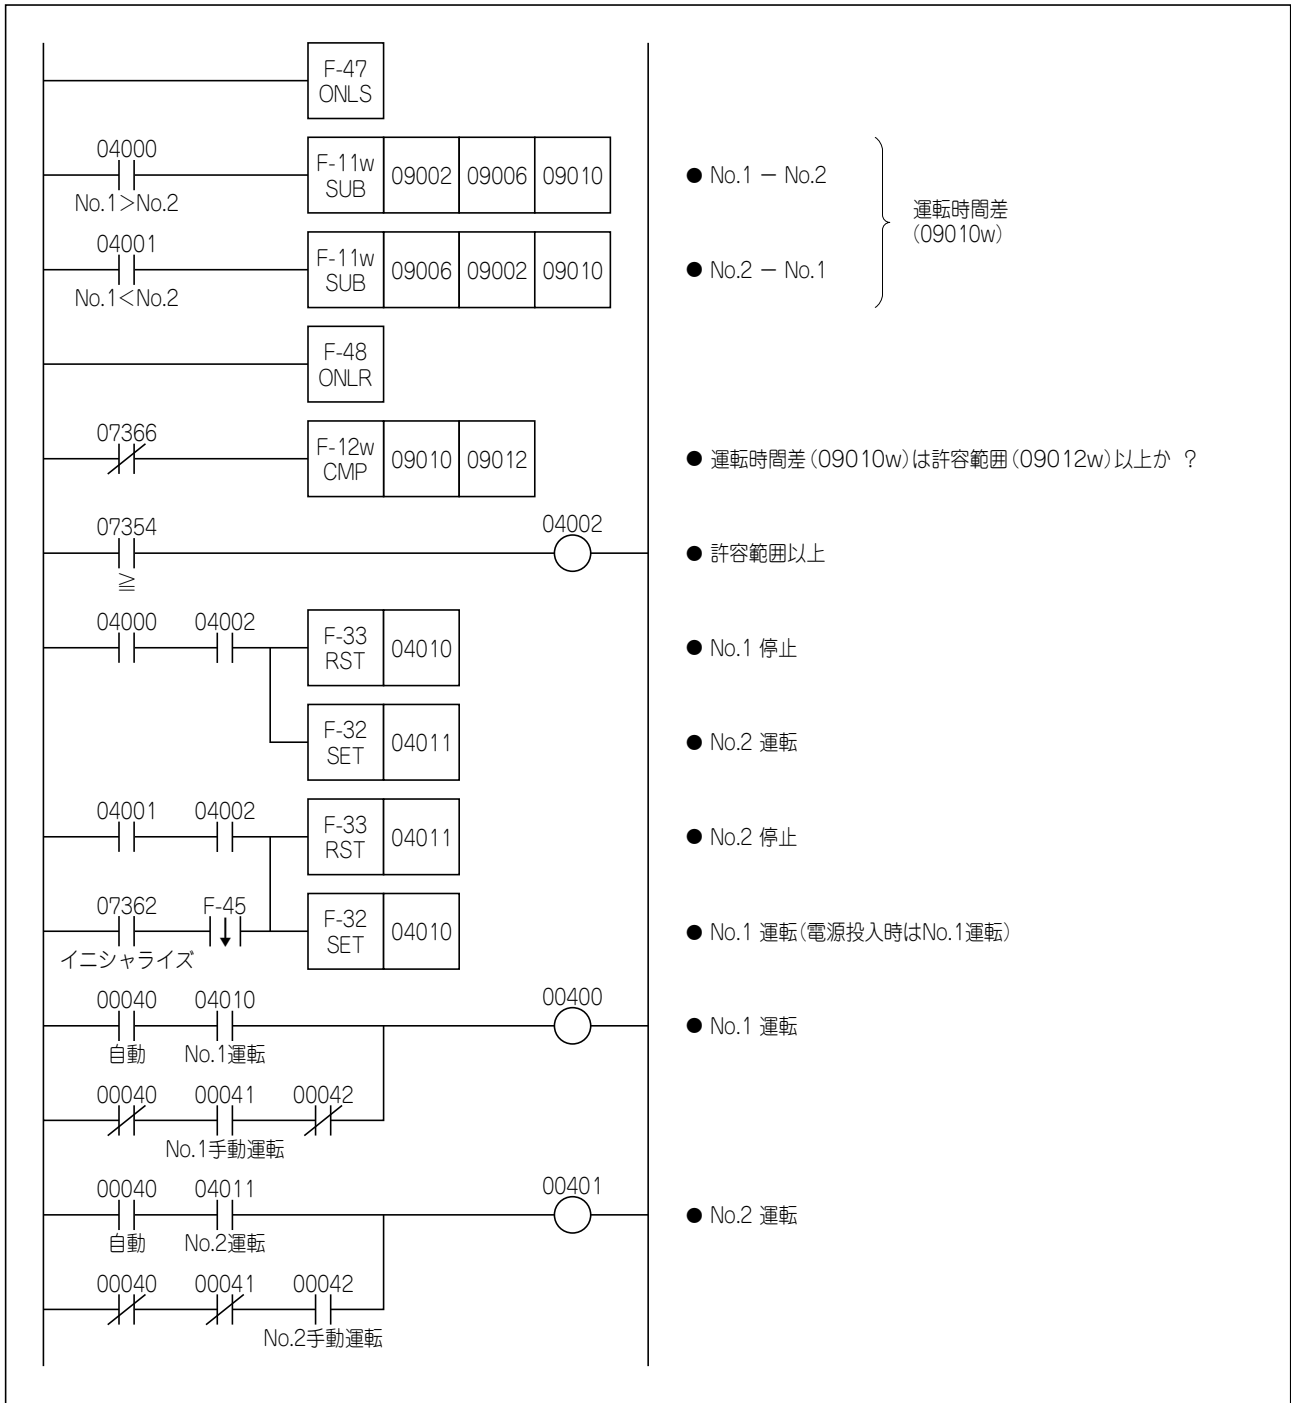 F-47
ONLS
04000
No.1>No.2
F-11w
SUB
09002
09006
09010
● No.1 − No.2
運転時間差
(09010w)
04001
No.1<No.2
F-11w
SUB
09006
09002
09010
● No.2 − No.1
F-48
ONLR
07366
F-12w
CMP
09010
09012
● 運転時間差(09010w)は許容範囲(09012w)以上か ?
07354
≧
04002
● 許容範囲以上
04000
04002
F-33
RST
04010
● No.1 停止
F-32
SET
04011
● No.2 運転
04001
04002
F-33
RST
04011
● No.2 停止
07362
イニシャライズ
F-45
F-32
SET
04010
● No.1 運転(電源投入時はNo.1運転)
00040
自動
04010
No.1運転
00400
● No.1 運転
00040
00041
00042
No.1手動運転
00040
自動
04011
No.2運転
00401
● No.2 運転
00040
00041
00042
No.2手動運転